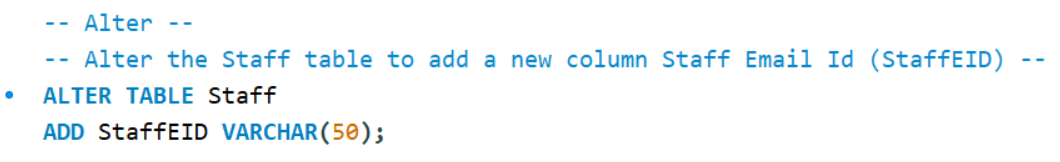 -- Alter --
-- Alter the Staff table to add a new column Staff Email Id (StaffEID) --
ALTER TABLE Staff
ADD StaffEID VARCHAR(50);